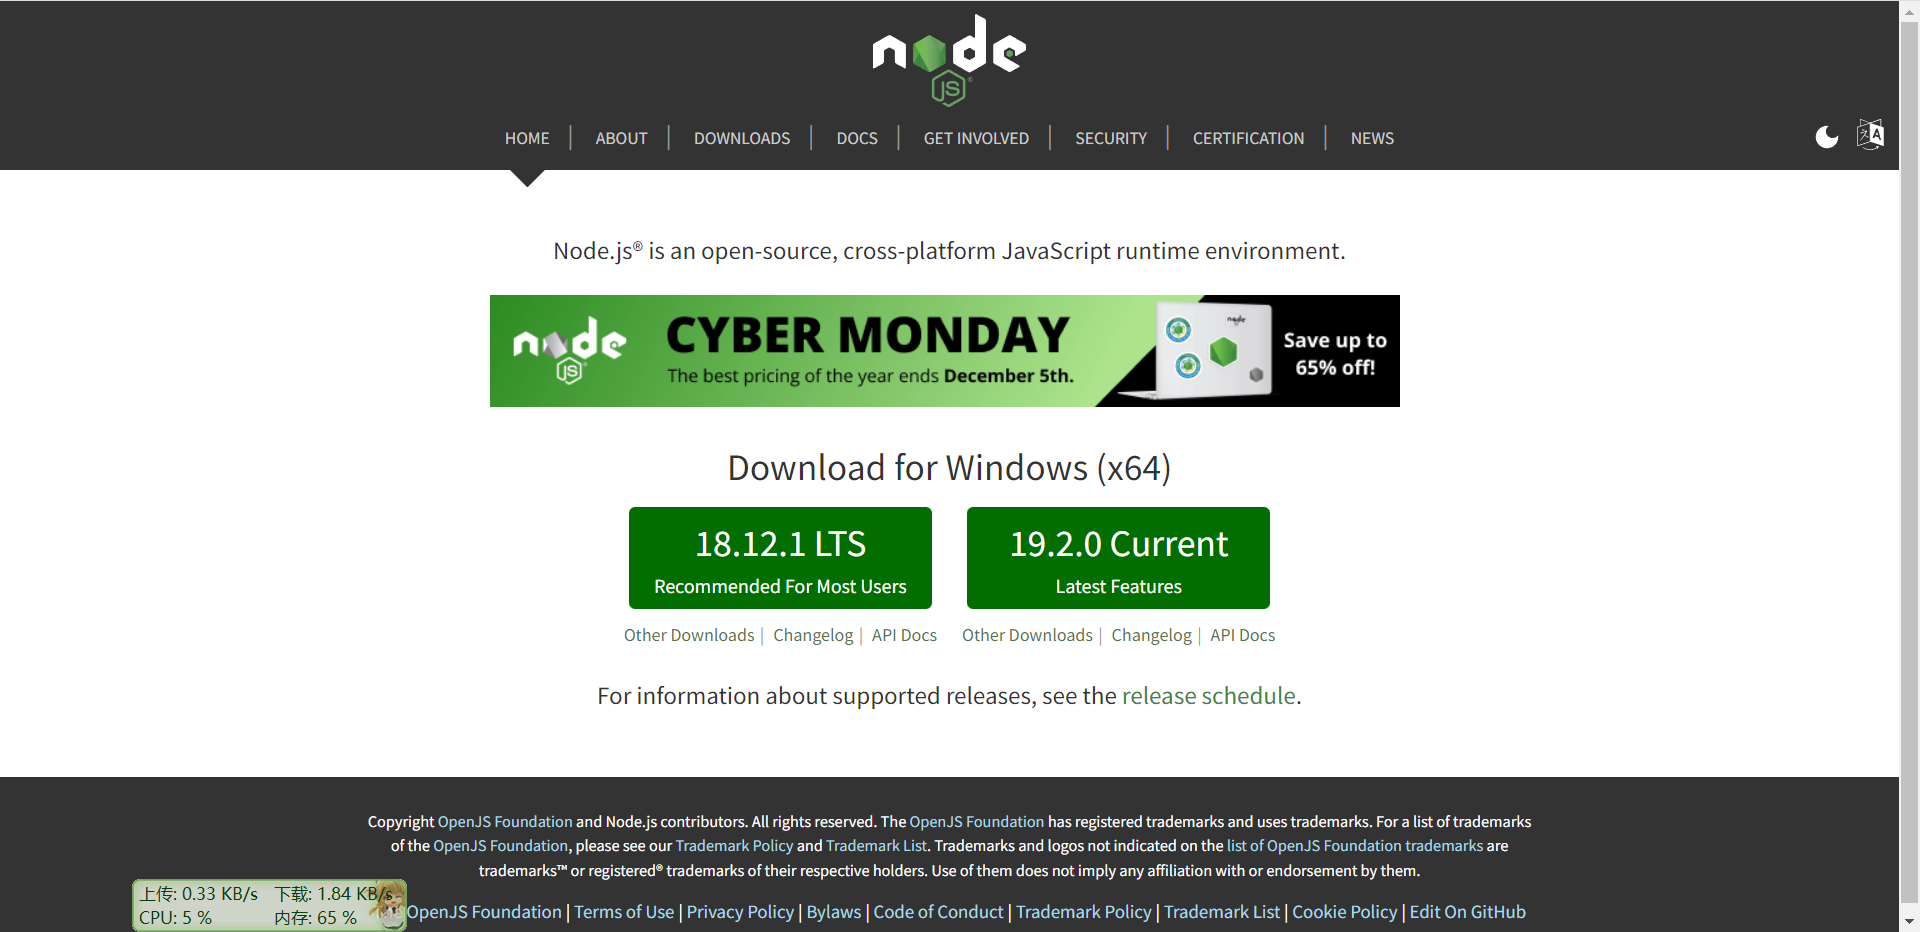 node
JS
HOME | ABOUT | DOWNLOADS | DOCS | GET INVOLVED | SECURITY | CERTIFICATION | NEWS
Node.js® is an open-source, cross-platform JavaScript runtime environment.
node
JS
CYBER MONDAY
The best pricing of the year ends December 5th.
node
Save up to
65% off!
Download for Windows (x64)
18.12.1 LTS
Recommended For Most Users
19.2.0 Current
Latest Features
Other Downloads | Changelog | API Docs
Other Downloads | Changelog | API Docs
For information about supported releases, see the release schedule.
Copyright OpenJS Foundation and Node.js contributors. All rights reserved. The OpenJS Foundation has registered trademarks and uses trademarks. For a list of trademarks
of the OpenJS Foundation, please see our Trademark Policy and Trademark List. Trademarks and logos not indicated on the list of OpenJS Foundation trademarks are
trademarks™ or registered® trademarks of their respective holders. Use of them does not imply any affiliation with or endorsement by them.
OpenJS Foundation | Terms of Use | Privacy Policy | Bylaws | Code of Conduct | Trademark Policy | Trademark List | Cookie Policy | Edit On GitHub
上传: 0.33 KB/s 下载: 1.84 KB/s
CPU: 5 % 内存: 65 %